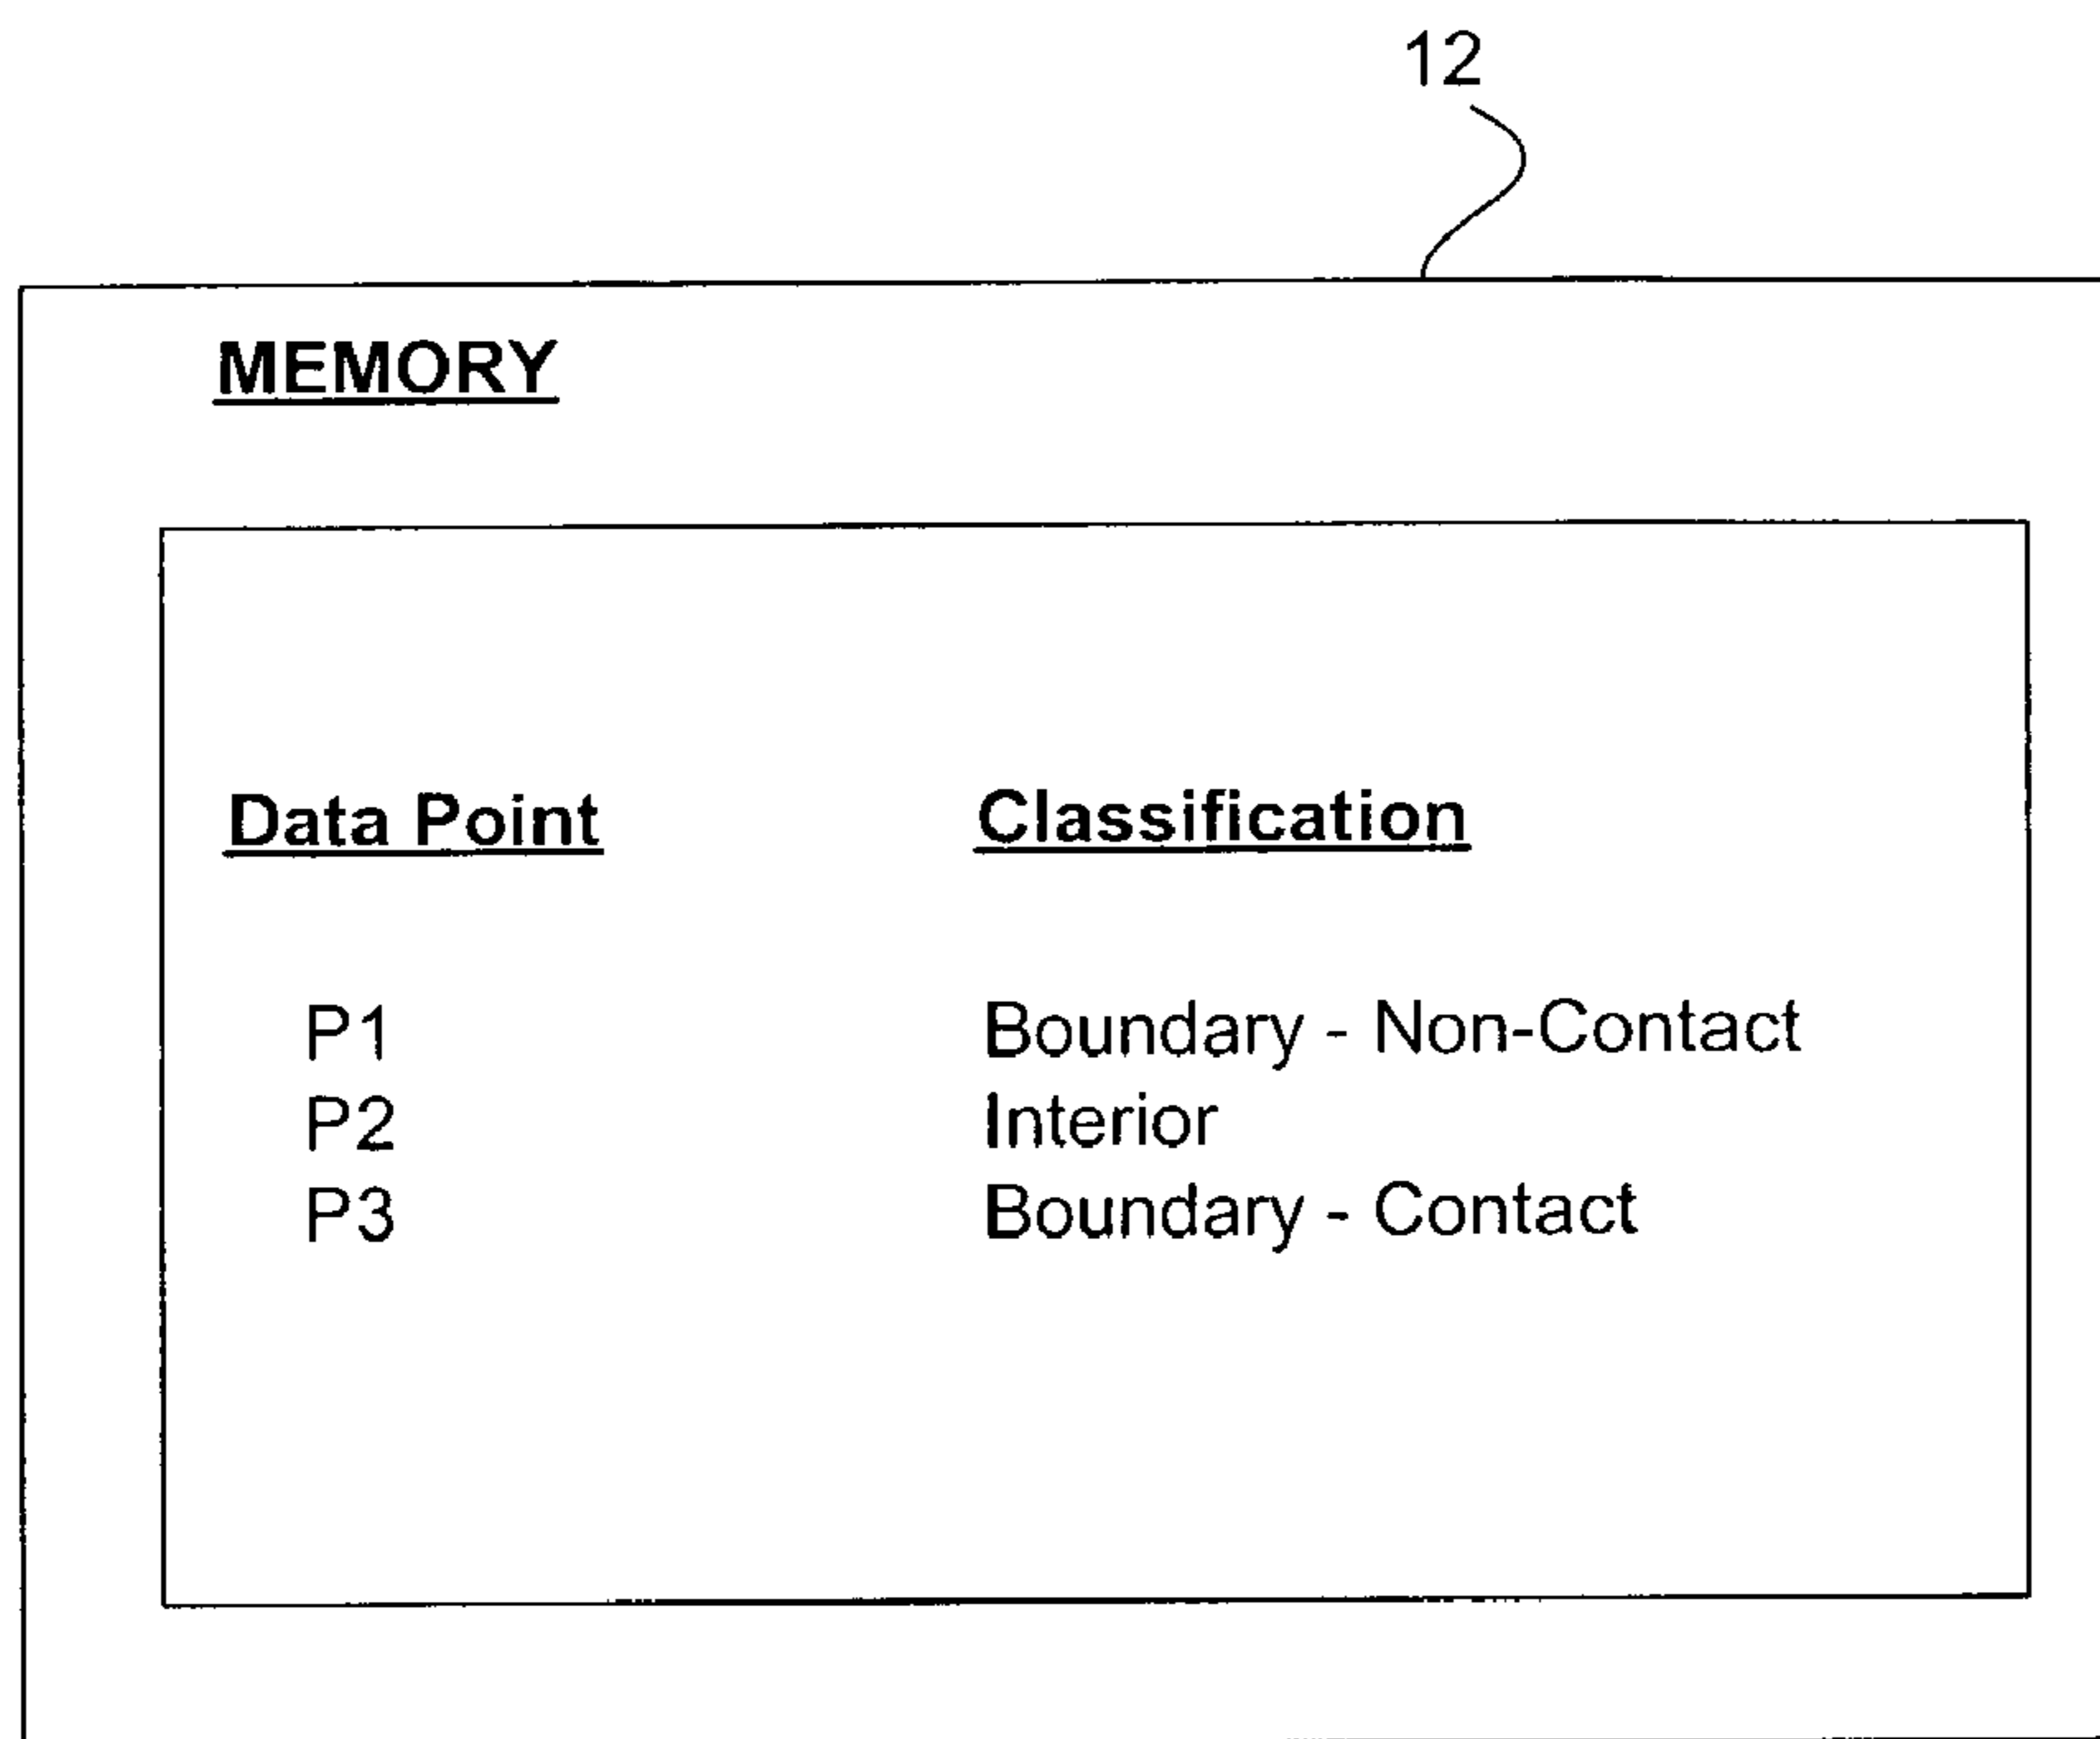 12
MEMORY
Data Point Classification
P1 Boundary - Non-Contact
P2 Interior
P3 Boundary - Contact